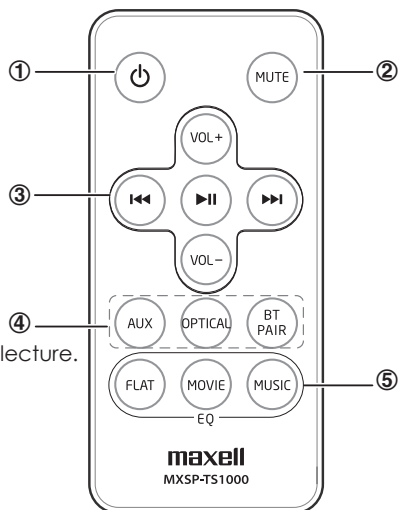 ① ②
MUTE
VOL+
③
VOL−
④ AUX OPTICAL BT PAIR
lecture.
FLAT MOVIE MUSIC ⑤
EQ
maxell
MXSP-TS1000